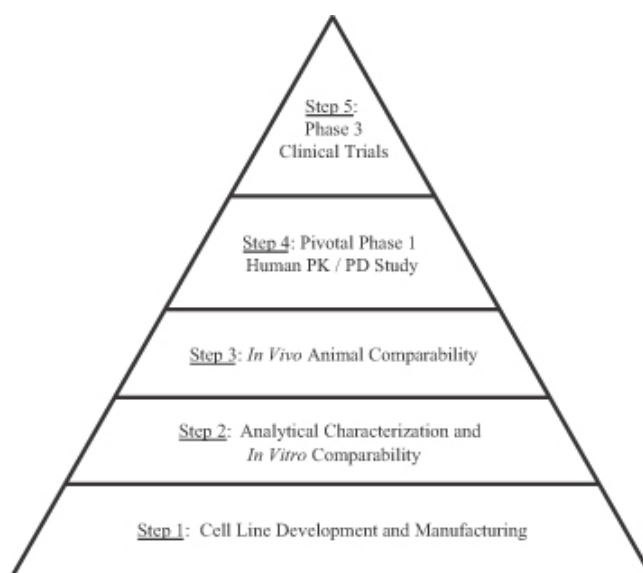 Step 5:
Phase 3
Clinical Trials
Step 4: Pivotal Phase 1
Human PK / PD Study
Step 3: In Vivo Animal Comparability
Step 2: Analytical Characterization and
In Vitro Comparability
Step 1: Cell Line Development and Manufacturing